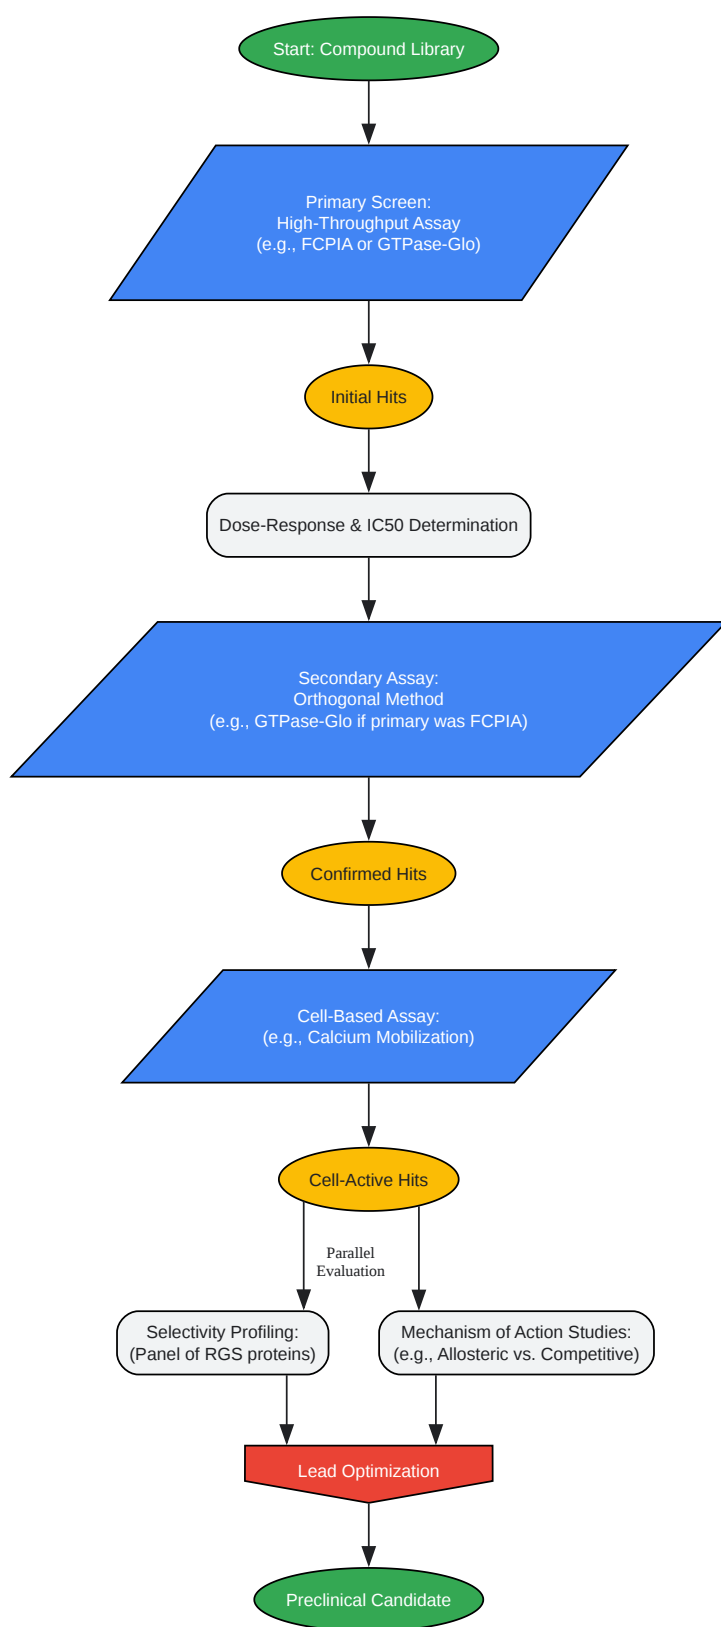 Start: Compound Library
Primary Screen:
High-Throughput Assay
(e.g., FCPIA or GTPase-Glo)
Initial Hits
Dose-Response & IC50 Determination
Secondary Assay:
Orthogonal Method
(e.g., GTPase-Glo if primary was FCPIA)
Confirmed Hits
Cell-Based Assay:
(e.g., Calcium Mobilization)
Cell-Active Hits
Parallel
Evaluation
Selectivity Profiling:
(Panel of RGS proteins)
Mechanism of Action Studies:
(e.g., Allosteric vs. Competitive)
Lead Optimization
Preclinical Candidate